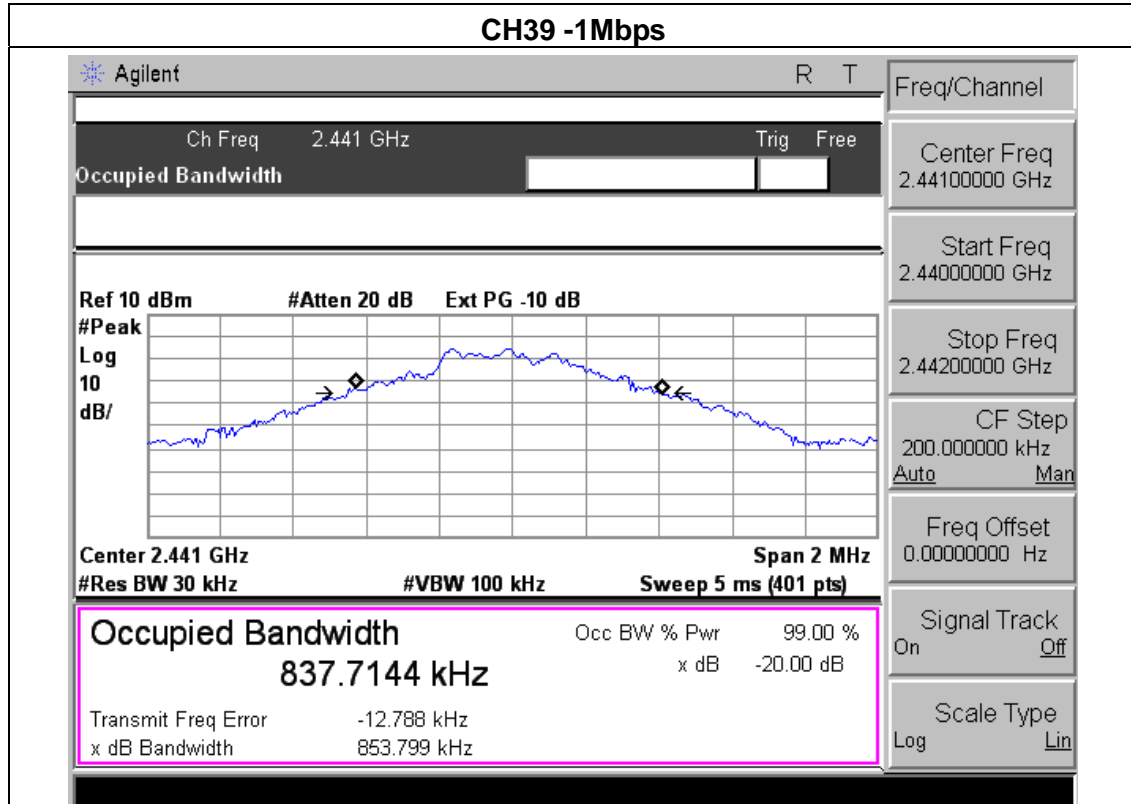 CH39 -1Mbps
Agilent R T
Ch Freq 2.441 GHz Trig Free
Occupied Bandwidth
Ref 10 dBm #Atten 20 dB Ext PG -10 dB
#Peak
Log
10
dB/
Center 2.441 GHz Span 2 MHz
#Res BW 30 kHz #VBW 100 kHz Sweep 5 ms (401 pts)
Occupied Bandwidth
837.7144 kHz
Occ BW % Pwr 99.00 %
x dB -20.00 dB
Transmit Freq Error -12.788 kHz
x dB Bandwidth 853.799 kHz
Freq/Channel
Center Freq
2.44100000 GHz
Start Freq
2.44000000 GHz
Stop Freq
2.44200000 GHz
CF Step
200.000000 kHz
Auto Man
Freq Offset
0.00000000 Hz
Signal Track
On Off
Scale Type
Log Lin